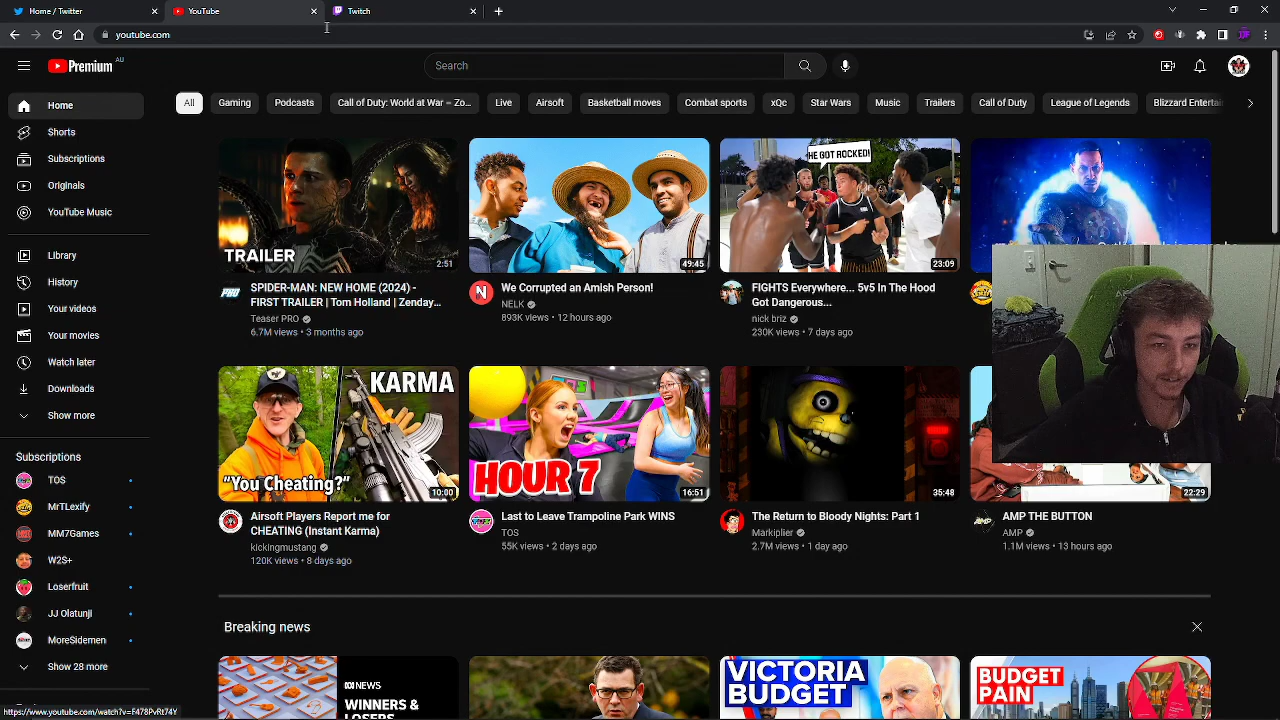 Home / Twitter
YouTube
Twitch
youtube.com
Premium AU
Search
Home
Shorts
Subscriptions
Originals
YouTube Music
Library
History
Your videos
Your movies
Watch later
Downloads
Show more
Subscriptions
TOS
MrTLexify
MM7Games
W2S+
Loserfruit
JJ Olatunji
MoreSidemen
Show 28 more
All
Gaming
Podcasts
Call of Duty: World at War – Zo...
Live
Airsoft
Basketball moves
Combat sports
xQc
Star Wars
Music
Trailers
Call of Duty
League of Legends
Blizzard Entertai
TRAILER
2:51
PRO
SPIDER-MAN: NEW HOME (2024) -
FIRST TRAILER | Tom Holland | Zenday...
Teaser PRO
6.7M views • 3 months ago
49:45
N
We Corrupted an Amish Person!
NELK
893K views • 12 hours ago
HE GOT ROCKED!
23:09
FIGHTS Everywhere... 5v5 In The Hood
Got Dangerous...
nick briz
230K views • 7 days ago
KARMA
"You Cheating?"
10:00
Airsoft Players Report me for
CHEATING (Instant Karma)
kickingmustang
120K views • 8 days ago
HOUR 7
16:51
TOS
Last to Leave Trampoline Park WINS
TOS
55K views • 2 days ago
35:48
The Return to Bloody Nights: Part 1
Markiplier
2.7M views • 1 day ago
22:29
AMP
AMP THE BUTTON
AMP
1.1M views • 13 hours ago
Breaking news
NEWS
WINNERS &
LOSERS
VICTORIA
BUDGET
BUDGET
PAIN
https://www.youtube.com/watch?v=F478PvRt74Y